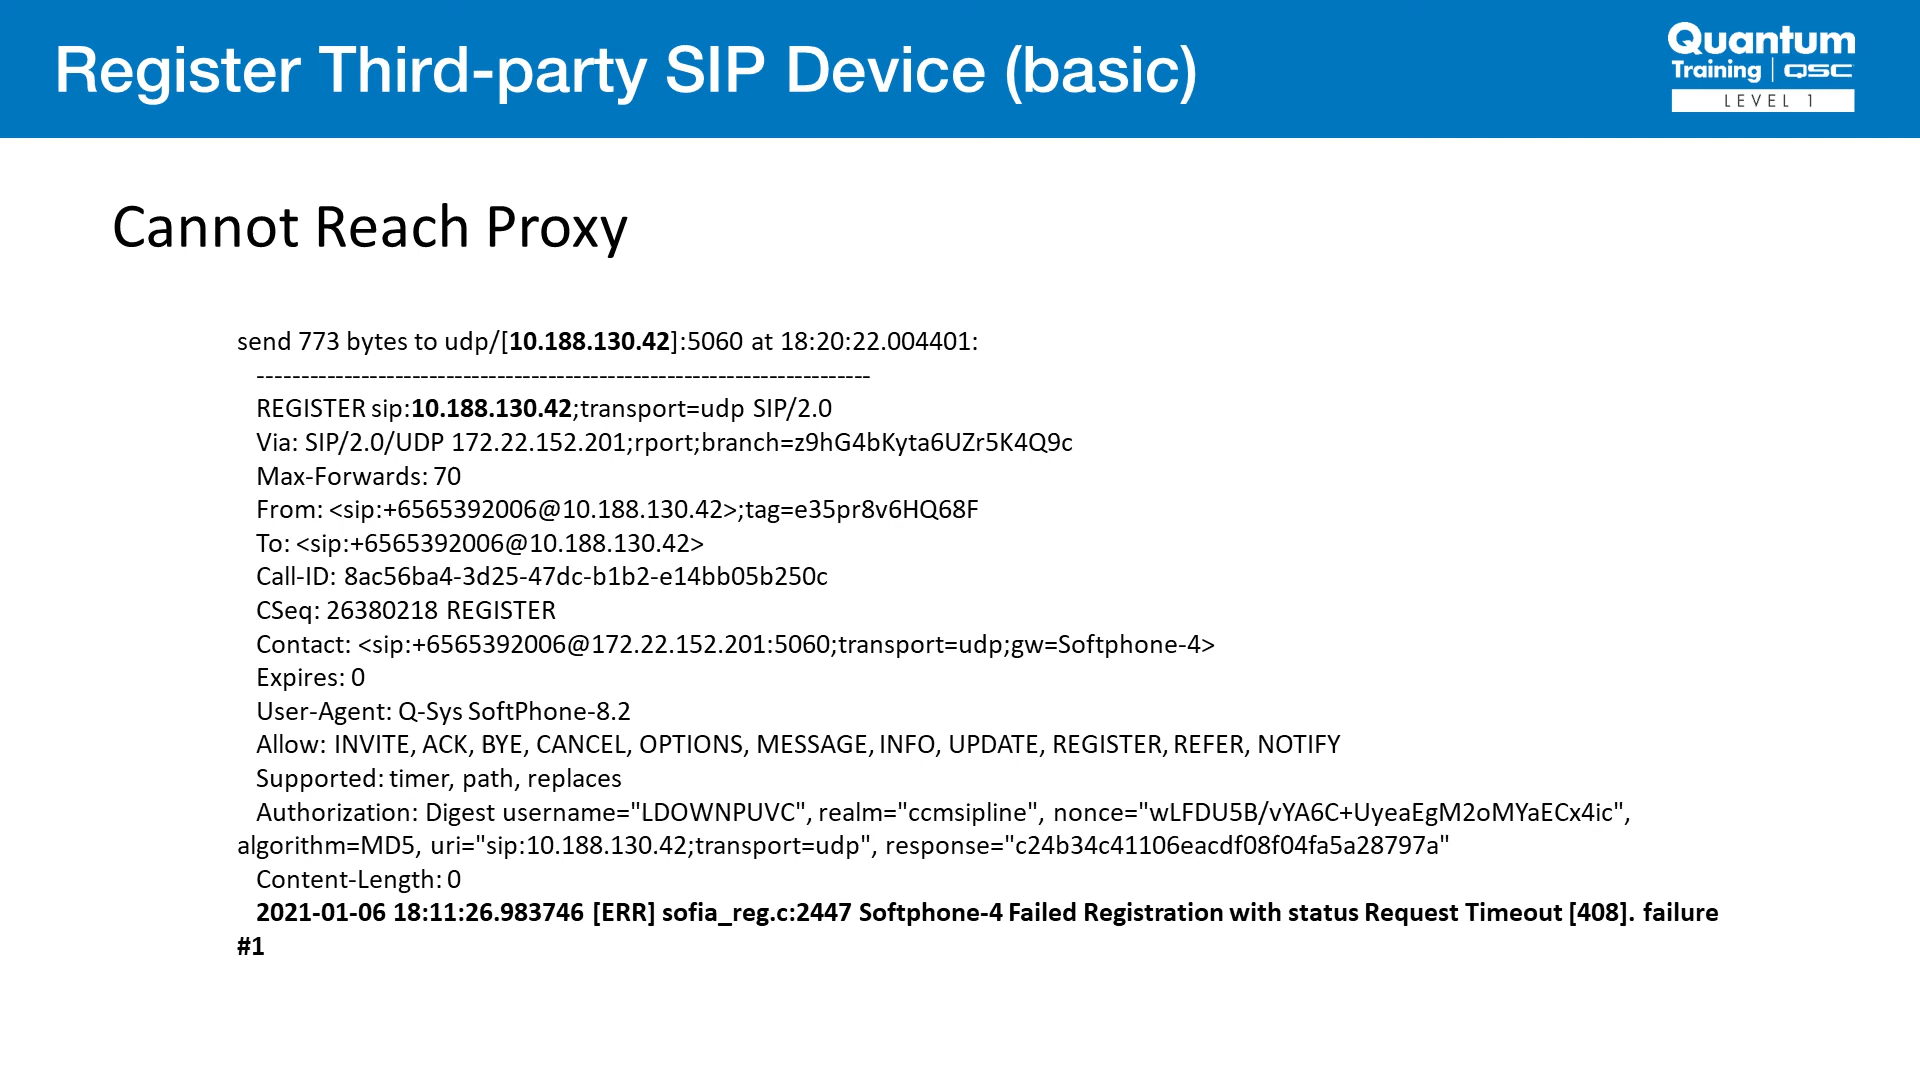 Register Third-party SIP Device (basic)
Quantum
Training | QSC
LEVEL 1
Cannot Reach Proxy
send 773 bytes to udp/[10.188.130.42]:5060 at 18:20:22.004401:
------------------------------------------------------------------------
REGISTER sip:10.188.130.42;transport=udp SIP/2.0
Via: SIP/2.0/UDP 172.22.152.201;rport;branch=z9hG4bKyta6UZr5K4Q9c
Max-Forwards: 70
From: <sip:+6565392006@10.188.130.42>;tag=e35pr8v6HQ68F
To: <sip:+6565392006@10.188.130.42>
Call-ID: 8ac56ba4-3d25-47dc-b1b2-e14bb05b250c
CSeq: 26380218 REGISTER
Contact: <sip:+6565392006@172.22.152.201:5060;transport=udp;gw=Softphone-4>
Expires: 0
User-Agent: Q-Sys SoftPhone-8.2
Allow: INVITE, ACK, BYE, CANCEL, OPTIONS, MESSAGE, INFO, UPDATE, REGISTER, REFER, NOTIFY
Supported: timer, path, replaces
Authorization: Digest username="LDOWNPUVC", realm="ccmsipline", nonce="wLFDU5B/vYA6C+UyeaEgM2oMYaECx4ic",
algorithm=MD5, uri="sip:10.188.130.42;transport=udp", response="c24b34c41106eacdf08f04fa5a28797a"
Content-Length: 0
2021-01-06 18:11:26.983746 [ERR] sofia_reg.c:2447 Softphone-4 Failed Registration with status Request Timeout [408]. failure
#1